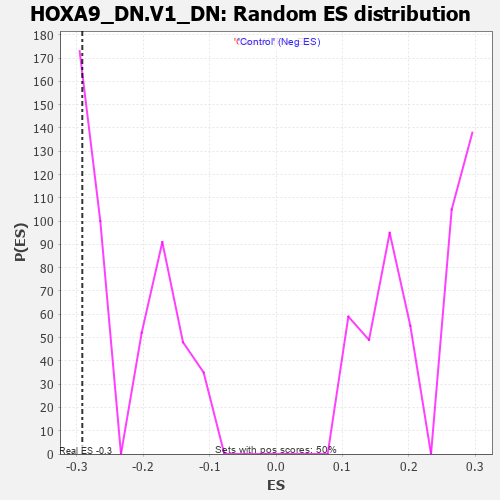 HOXA9_DN.V1_DN: Random ES distribution
'Control' (Neg ES)
P(ES)
180
170
160
150
140
130
120
110
100
90
80
70
60
50
40
30
20
10
0
Real ES -0.3
Sets with pos scores: 50%
-0.3 -0.2 -0.1 0.0 0.1 0.2 0.3
ES